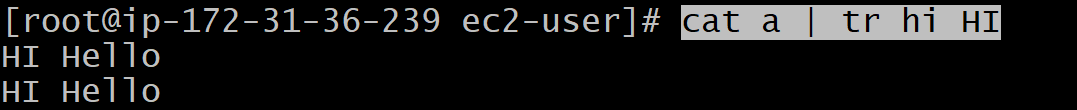 [root@ip-172-31-36-239 ec2-user]# cat a | tr hi HI
HI Hello
HI Hello